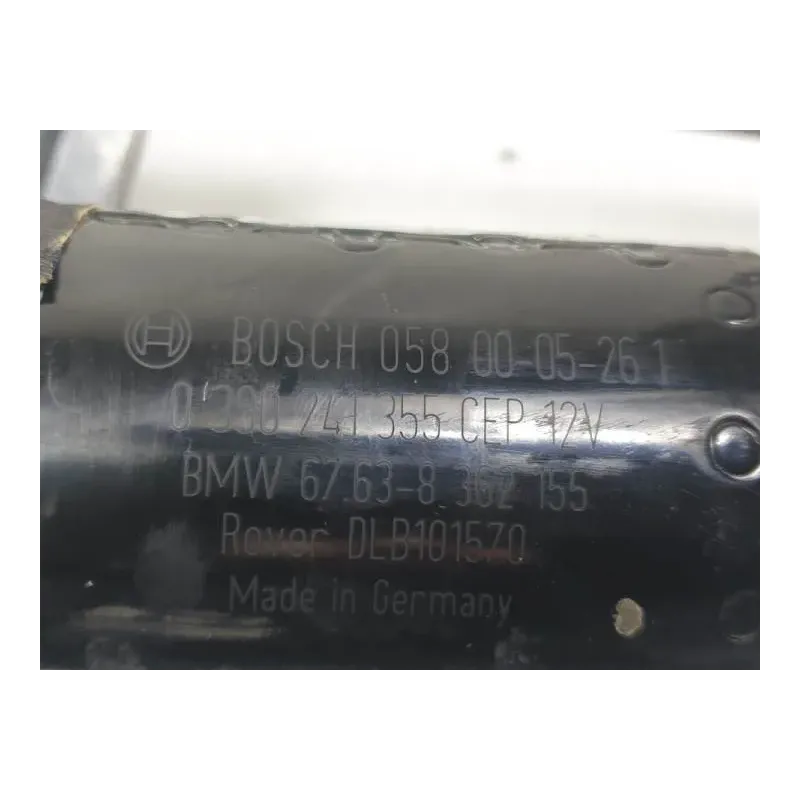 BOSCH 058 00-05-26 1
0 390 241 355 CEP 12V
BMW 67.63-8 362 155
Rover DLB101570
Made in Germany